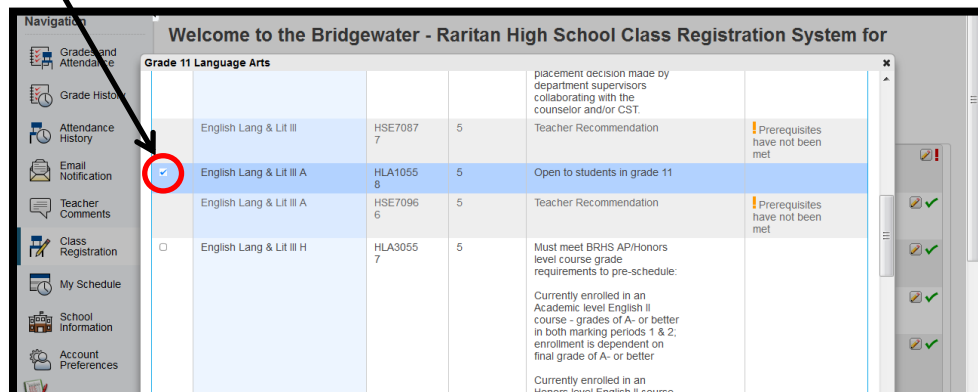 Navigation
Grades and
Attendance
Grade History
Attendance
History
Email
Notification
Teacher
Comments
Class
Registration
My Schedule
School
Information
Account
Preferences
Welcome to the Bridgewater - Raritan High School Class Registration System for
Grade 11 Language Arts
placement decision made by
department supervisors
collaborating with the
counselor and/or CST.
English Lang & Lit III HSE7087 5 Teacher Recommendation ! Prerequisites
7 have not been
met
English Lang & Lit III A HLA1055 5 Open to students in grade 11
8
English Lang & Lit III A HSE7096 5 Teacher Recommendation ! Prerequisites
6 have not been
met
English Lang & Lit III H HLA3055 5 Must meet BRHS AP/Honors
7 level course grade
requirements to pre-schedule:
Currently enrolled in an
Academic level English II
course - grades of A- or better
in both marking periods 1 & 2;
enrollment is dependent on
final grade of A- or better
Currently enrolled in an
Honors level English II course